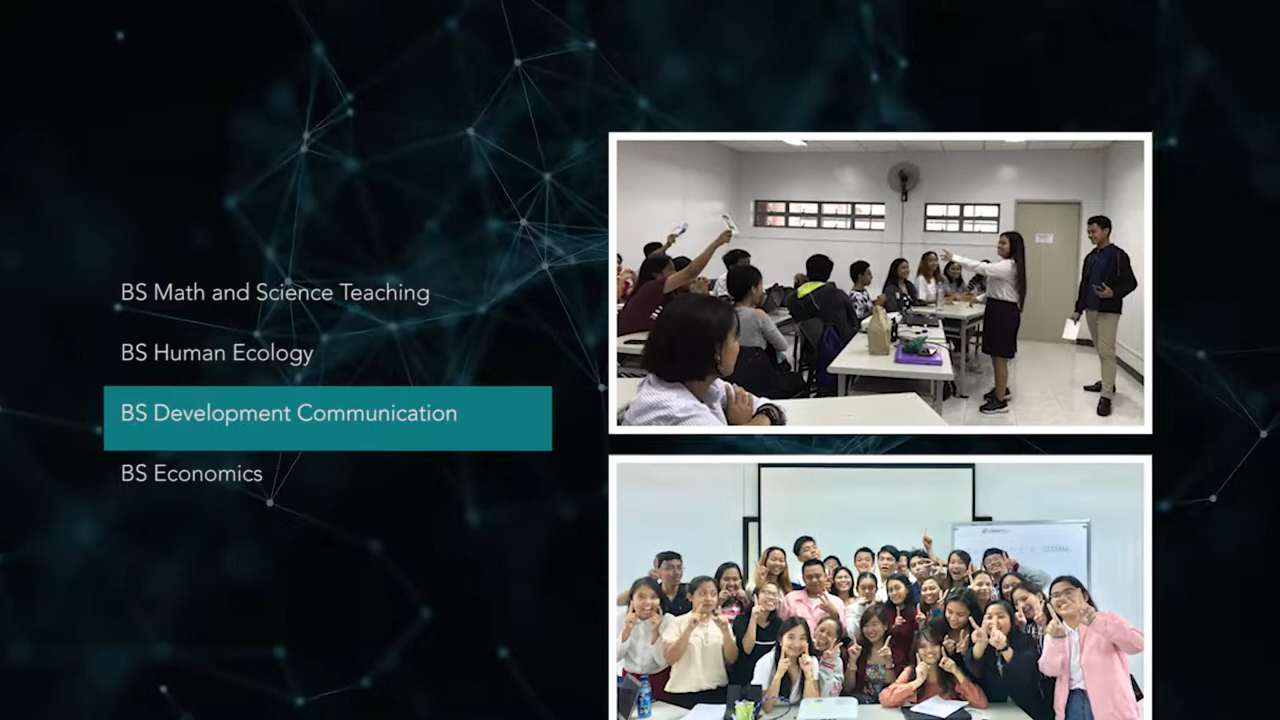 BS Math and Science Teaching
BS Human Ecology
BS Development Communication
BS Economics